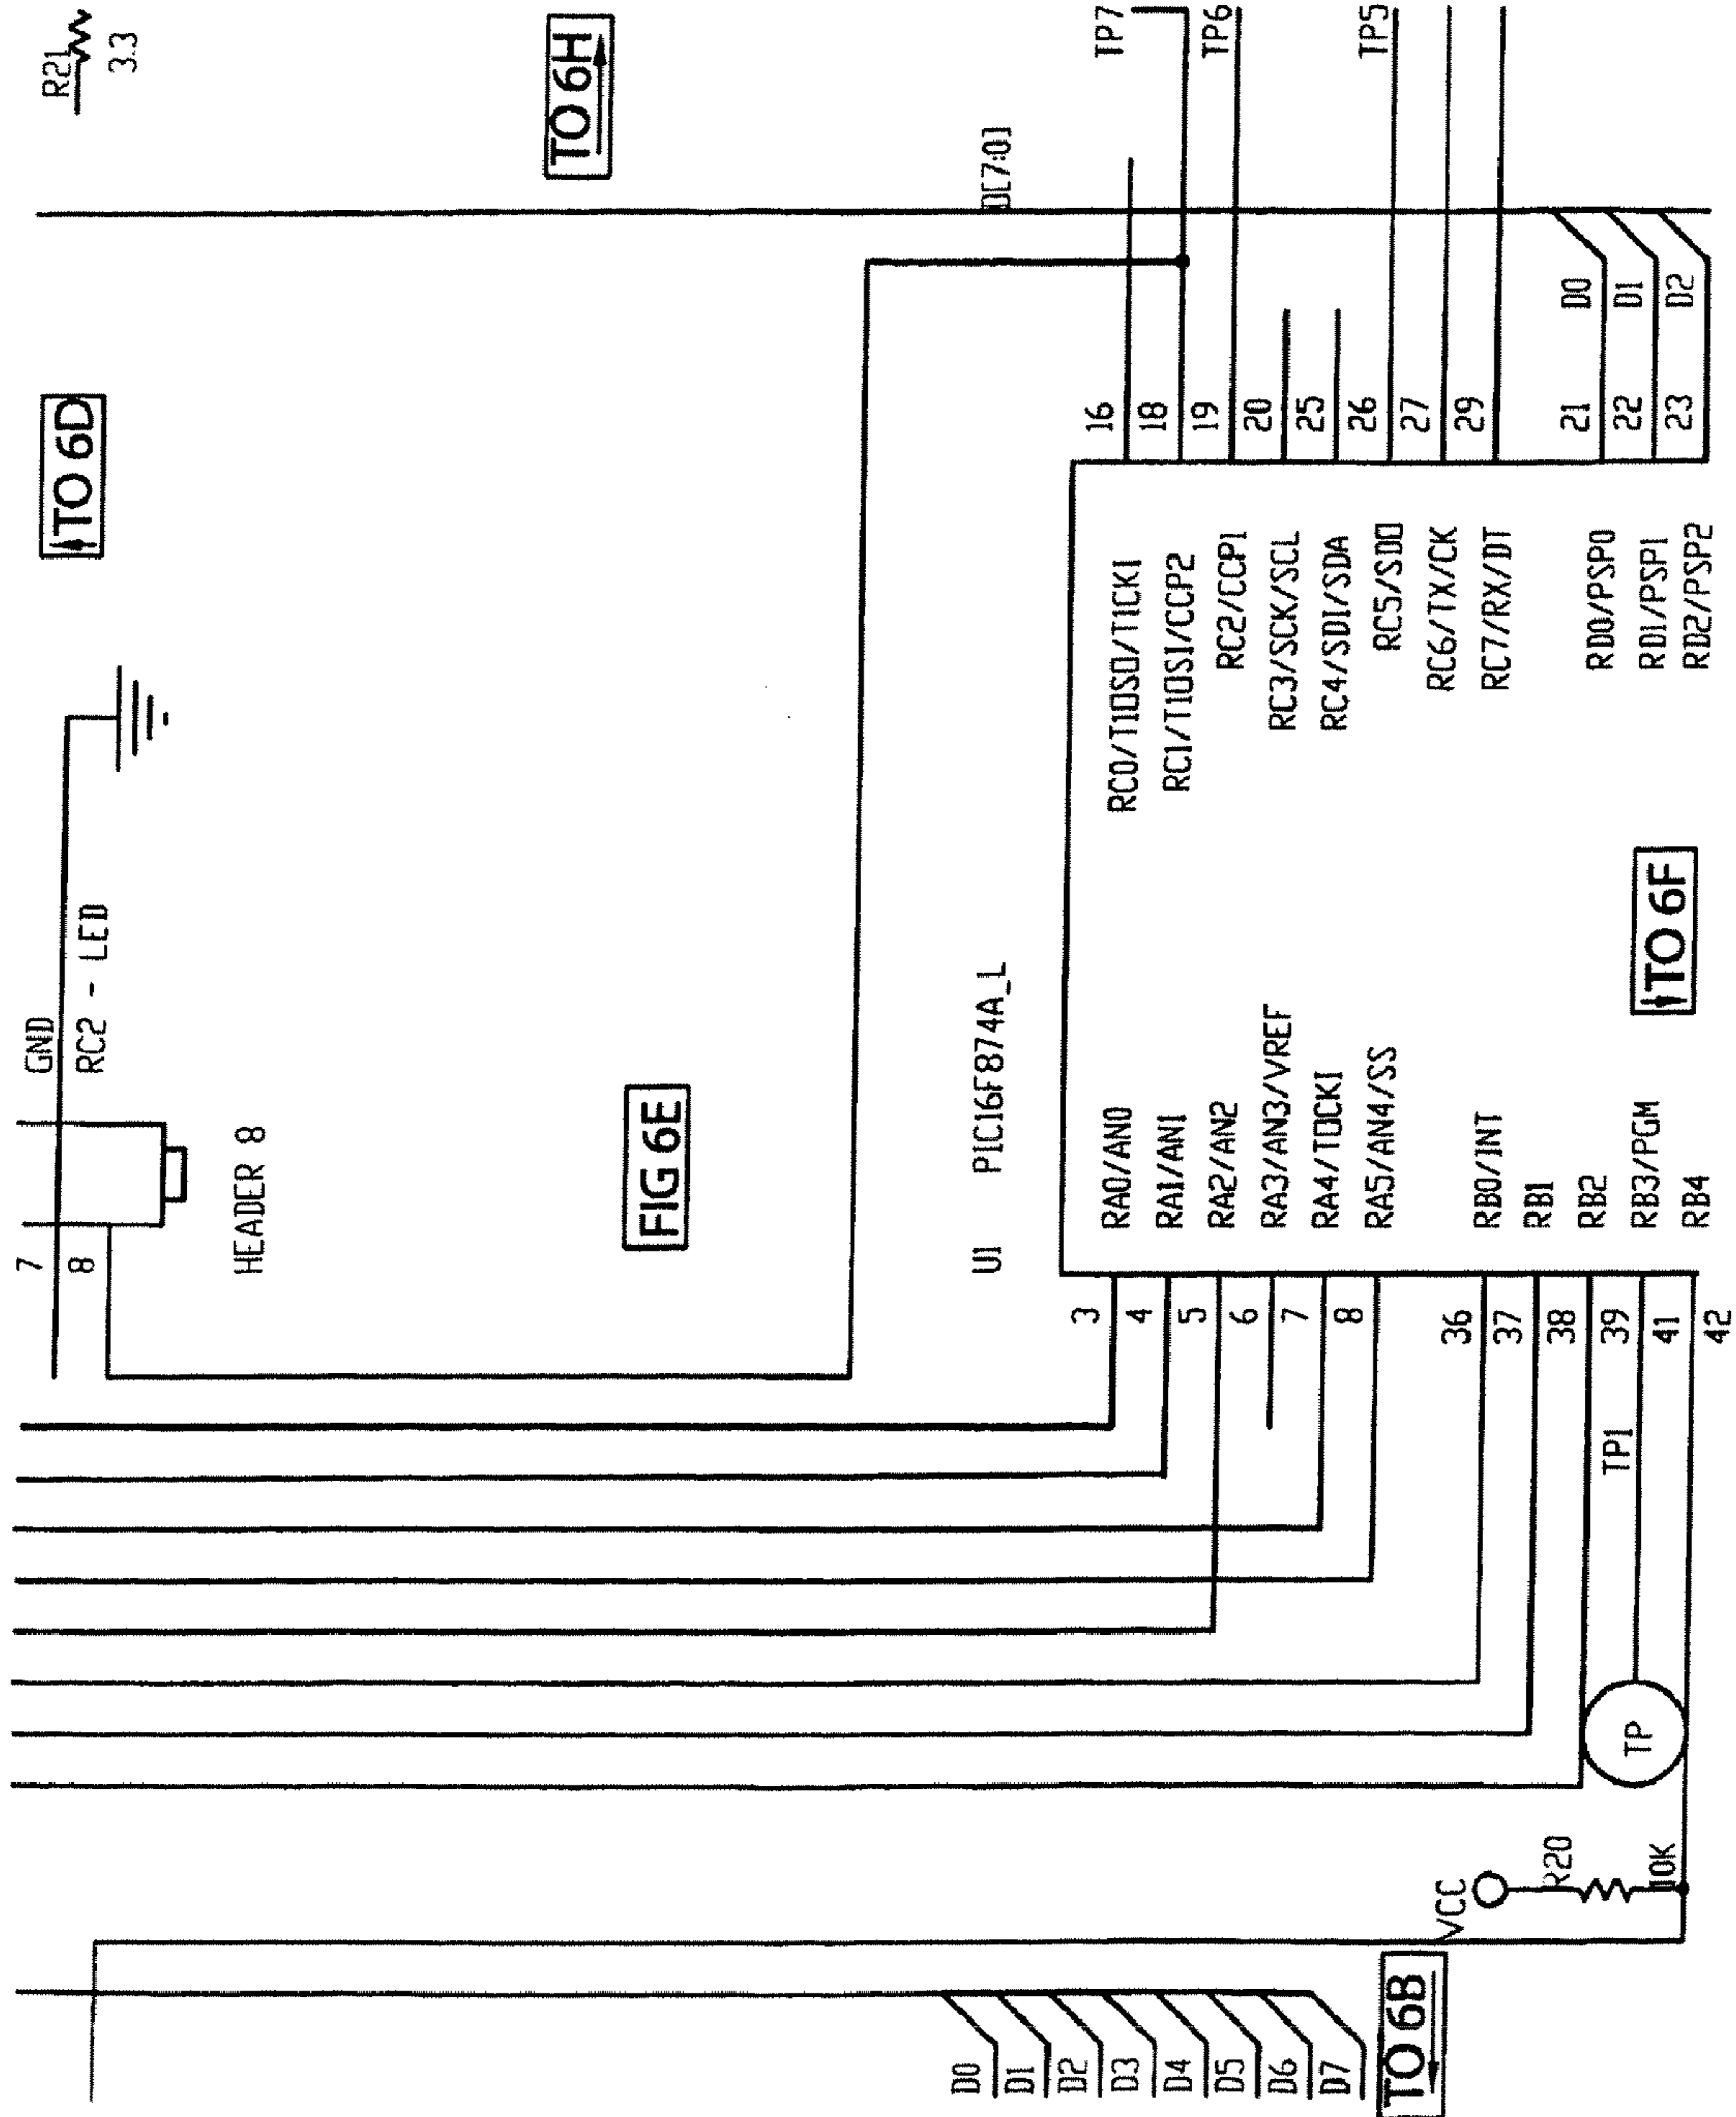 R21
3.3
TO 6D
TO 6H
7
GND
8
RC2 - LED
HEADER 8
FIG 6E
D[7:0]
U1 PIC16F874A_L
3
RA0/AN0
4
RA1/AN1
5
RA2/AN2
6
RA3/AN3/VREF
7
RA4/TOCKI
8
RA5/AN4/SS
36
RB0/INT
37
RB1
38
RB2
39
RB3/PGM
41
RB4
42
RC0/T1OSO/T1CKI
16
RC1/T1OSI/CCP2
18
TP7
RC2/CCP1
19
TP6
RC3/SCK/SCL
20
RC4/SDI/SDA
25
RC5/SDO
26
TP5
RC6/TX/CK
27
RC7/RX/DT
29
RD0/PSP0
21
D0
RD1/PSP1
22
D1
RD2/PSP2
23
D2
TO 6F
TP1
TP
VCC
R20
10K
D0
D1
D2
D3
D4
D5
D6
D7
TO 6B